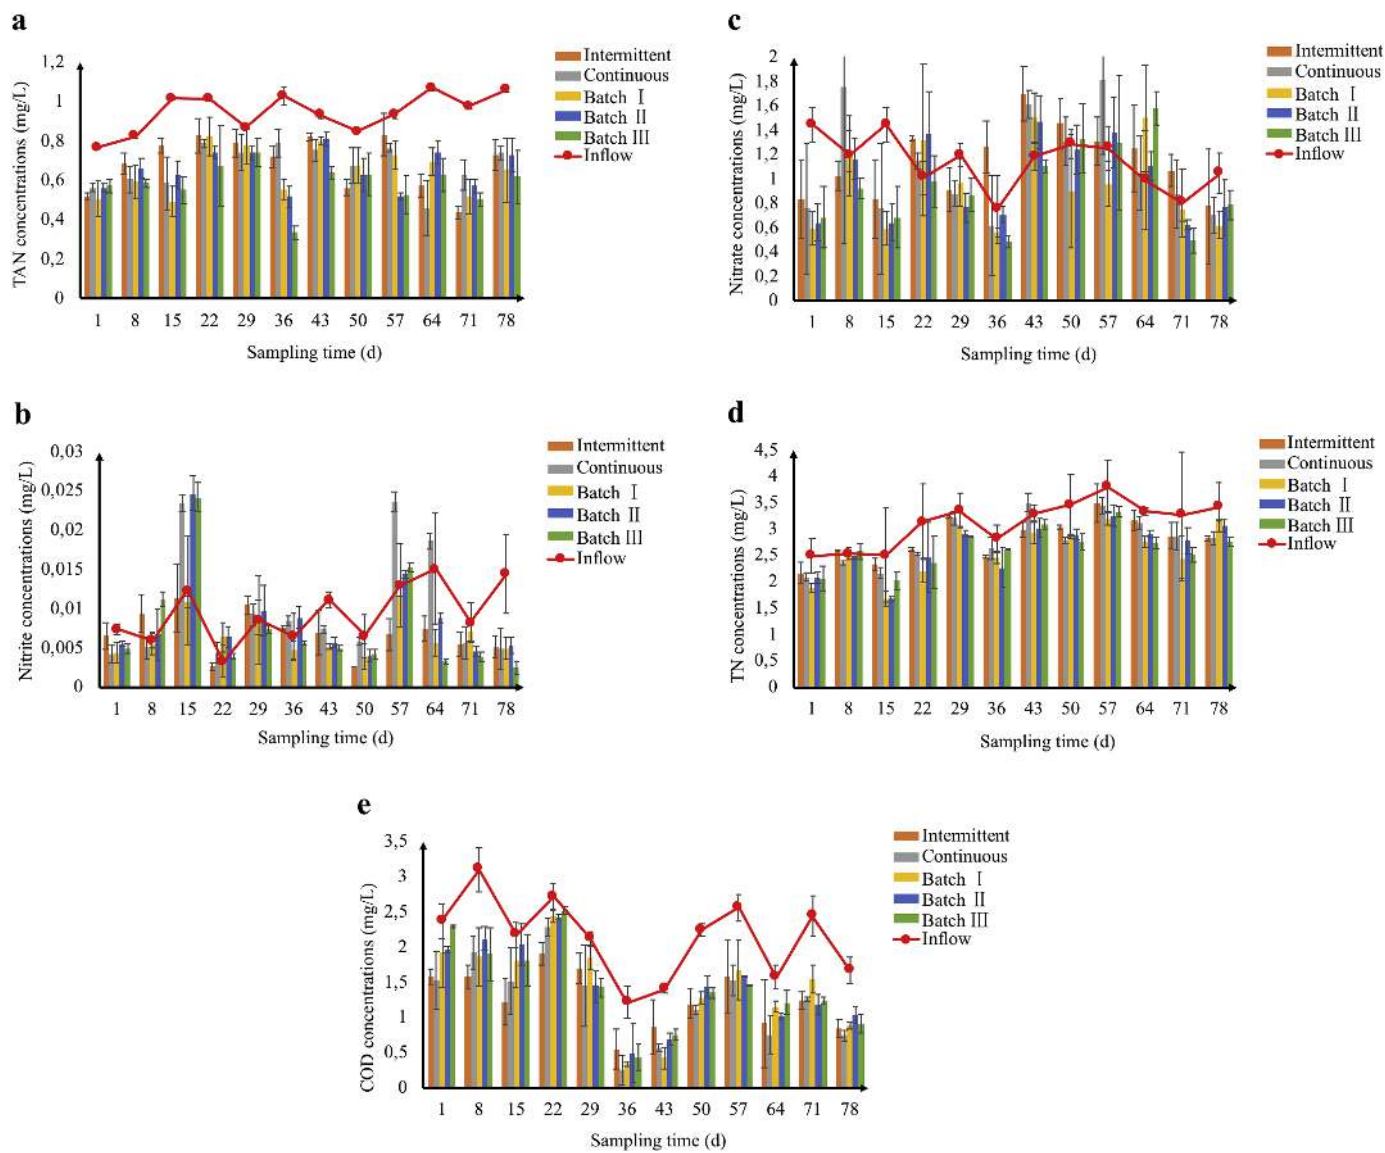 a
1,2
1
0,8
0,6
0,4
0,2
0
TAN concentrations (mg/L)
1 8 15 22 29 36 43 50 57 64 71 78
Sampling time (d)
Intermittent
Continuous
Batch Ⅰ
Batch Ⅱ
Batch Ⅲ
Inflow
c
2
1,8
1,6
1,4
1,2
1
0,8
0,6
0,4
0,2
0
Nitrate concentrations (mg/L)
1 8 15 22 29 36 43 50 57 64 71 78
Sampling time (d)
Intermittent
Continuous
Batch Ⅰ
Batch Ⅱ
Batch Ⅲ
Inflow
b
0,03
0,025
0,02
0,015
0,01
0,005
0
Nitrite concentrations (mg/L)
1 8 15 22 29 36 43 50 57 64 71 78
Sampling time (d)
Intermittent
Continuous
Batch Ⅰ
Batch Ⅱ
Batch Ⅲ
Inflow
d
4,5
4
3,5
3
2,5
2
1,5
1
0,5
0
TN concentrations (mg/L)
1 8 15 22 29 36 43 50 57 64 71 78
Sampling time (d)
Intermittent
Continuous
Batch Ⅰ
Batch Ⅱ
Batch Ⅲ
Inflow
e
3,5
3
2,5
2
1,5
1
0,5
0
COD concentrations (mg/L)
1 8 15 22 29 36 43 50 57 64 71 78
Sampling time (d)
Intermittent
Continuous
Batch Ⅰ
Batch Ⅱ
Batch Ⅲ
Inflow